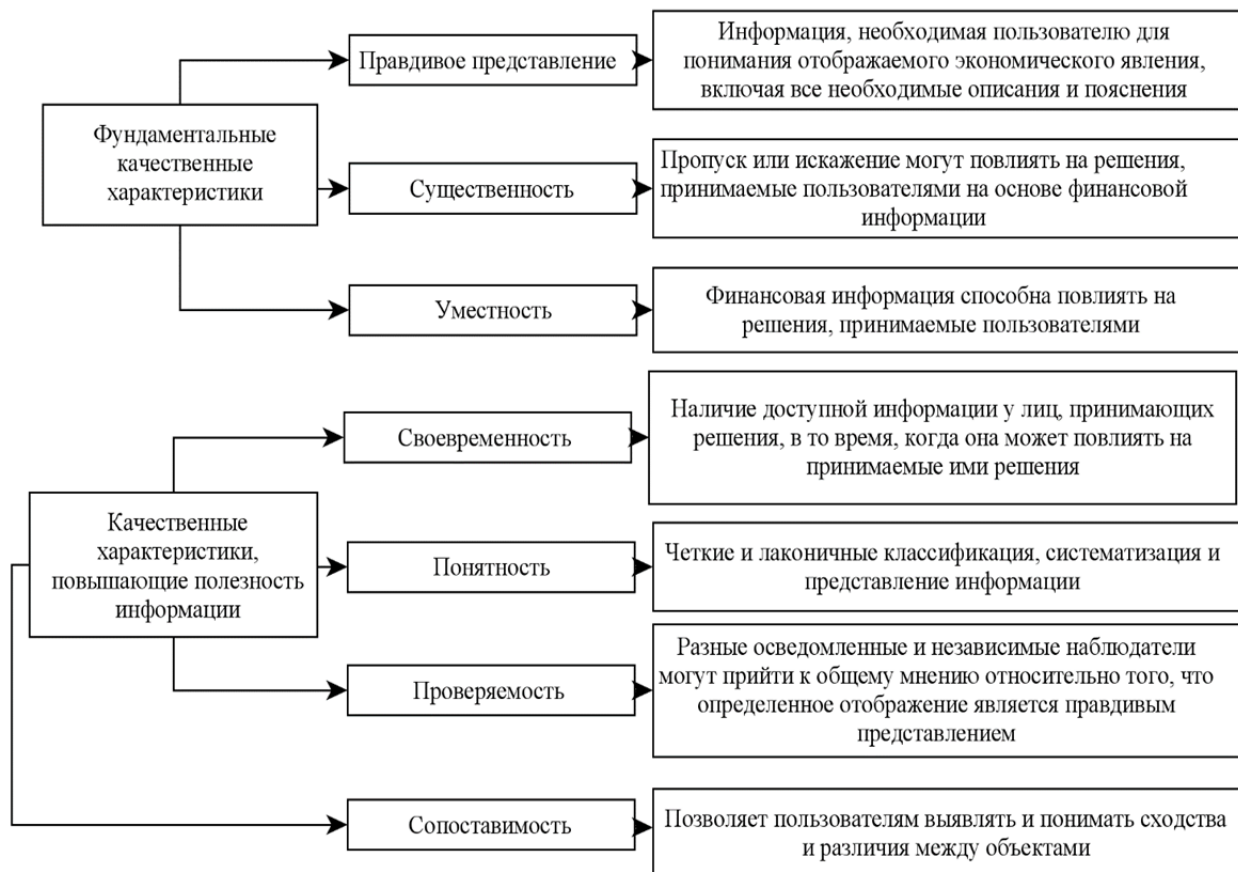 Фундаментальные
качественные
характеристики
Правдивое представление
Информация, необходимая пользователю для
понимания отображаемого экономического явления,
включая все необходимые описания и пояснения
Существенность
Пропуск или искажение могут повлиять на решения,
принимаемые пользователями на основе финансовой
информации
Уместность
Финансовая информация способна повлиять на
решения, принимаемые пользователями
Качественные
характеристики,
повышающие полезность
информации
Своевременность
Наличие доступной информации у лиц, принимающих
решения, в то время, когда она может повлиять на
принимаемые ими решения
Понятность
Четкие и лаконичные классификация, систематизация и
представление информации
Проверяемость
Разные осведомленные и независимые наблюдатели
могут прийти к общему мнению относительно того, что
определенное отображение является правдивым
представлением
Сопоставимость
Позволяет пользователям выявлять и понимать сходства
и различия между объектами